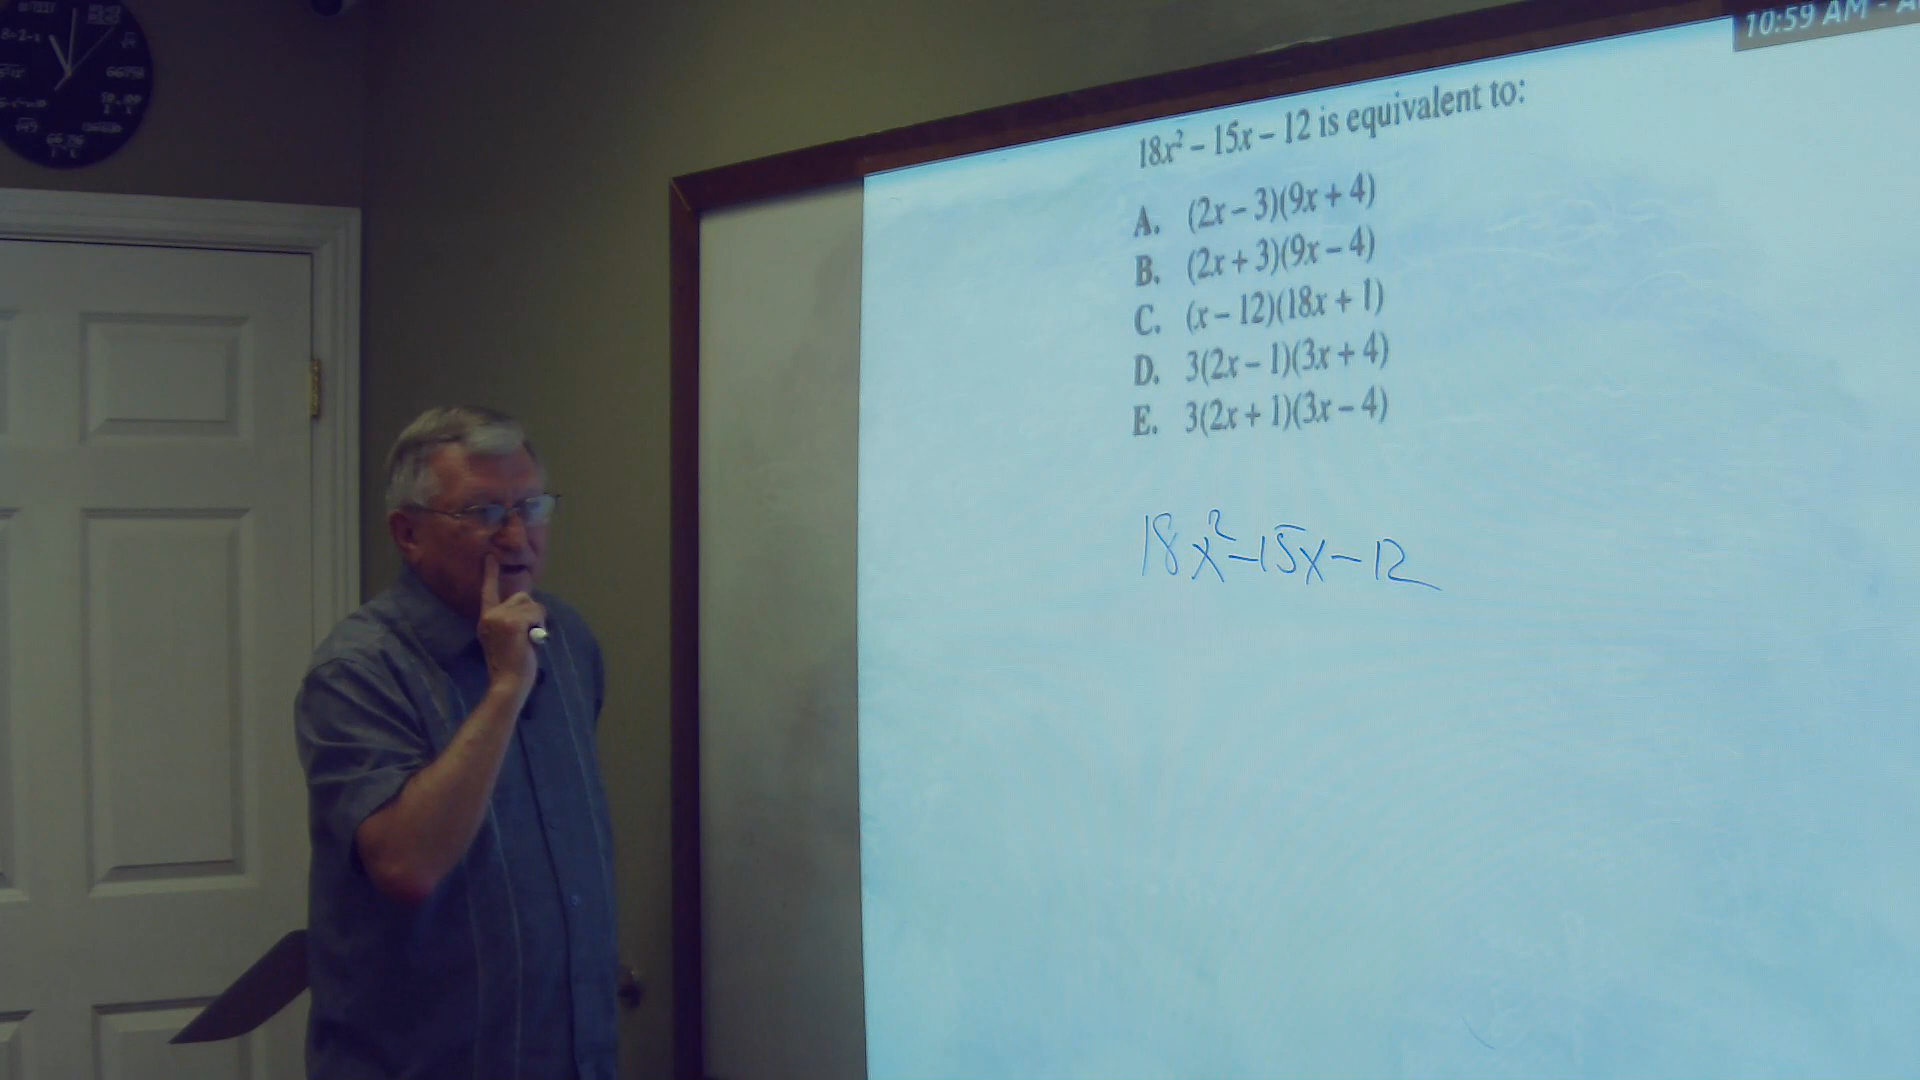 10:59 AM -
18x² – 15x – 12 is equivalent to:
A. (2x – 3)(9x + 4)
B. (2x + 3)(9x – 4)
C. (x – 12)(18x + 1)
D. 3(2x – 1)(3x + 4)
E. 3(2x + 1)(3x – 4)
18x²-15x-12